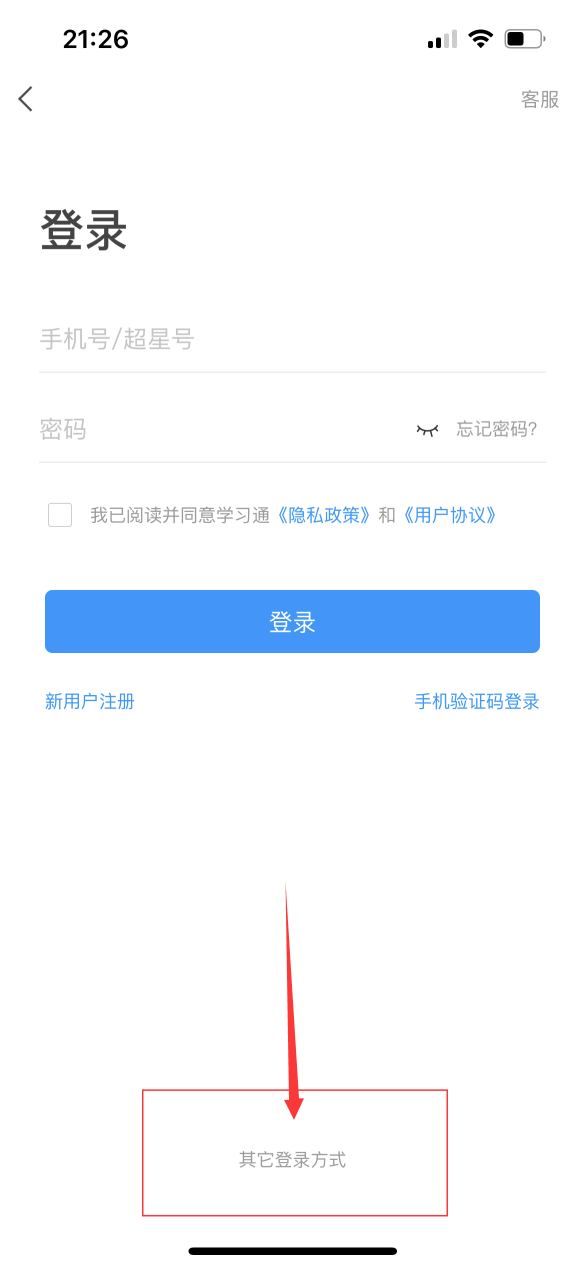 21:26
客服
登录
手机号/超星号
密码 忘记密码?
我已阅读并同意学习通《隐私政策》和《用户协议》
登录
新用户注册 手机验证码登录
其它登录方式